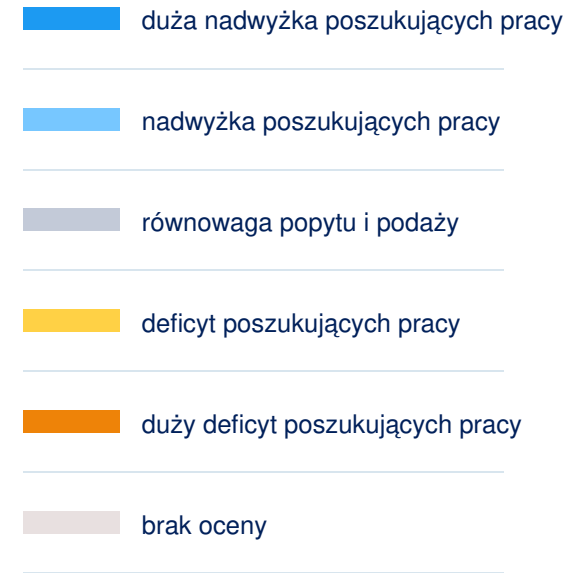 duża nadwyżka poszukujących pracy
nadwyżka poszukujących pracy
równowaga popytu i podaży
deficyt poszukujących pracy
duży deficyt poszukujących pracy
brak oceny